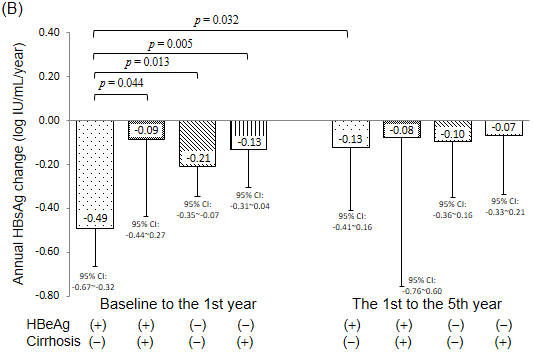 (B)
p = 0.032
p = 0.005
p = 0.013
p = 0.044
Annual HBsAg change (log IU/mL/year)
0.40
0.20
0.00
-0.20
-0.40
-0.60
-0.80
-0.49
-0.09
-0.21
-0.13
-0.13
-0.08
-0.10
-0.07
95% CI:
-0.67~-0.32
95% CI:
-0.44~0.27
95% CI:
-0.35~-0.07
95% CI:
-0.31~0.04
95% CI:
-0.41~0.16
95% CI:
-0.76~0.60
95% CI:
-0.36~0.16
95% CI:
-0.33~0.21
Baseline to the 1st year The 1st to the 5th year
HBeAg (+) (+) (−) (−) (+) (+) (−) (−)
Cirrhosis (−) (+) (−) (+) (−) (+) (−) (+)